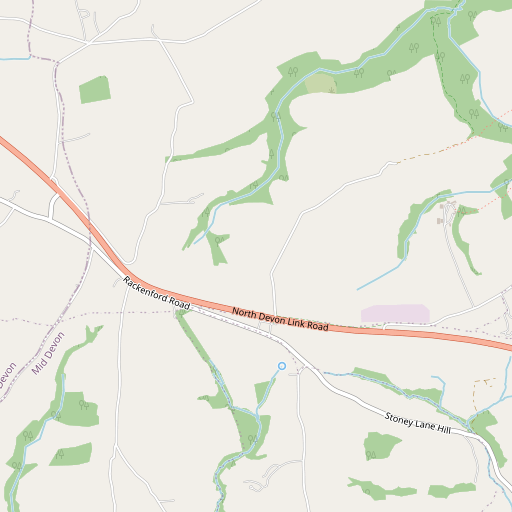 Rackenford Road
North Devon Link Road
Mid Devon
Devon
Stoney Lane Hill